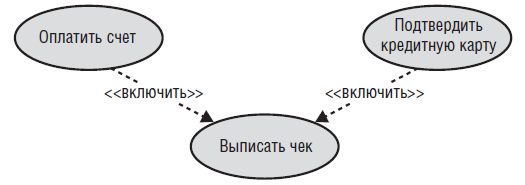 Оплатить счет
Подтвердить
кредитную карту
<<включить>>
<<включить>>
Выписать чек